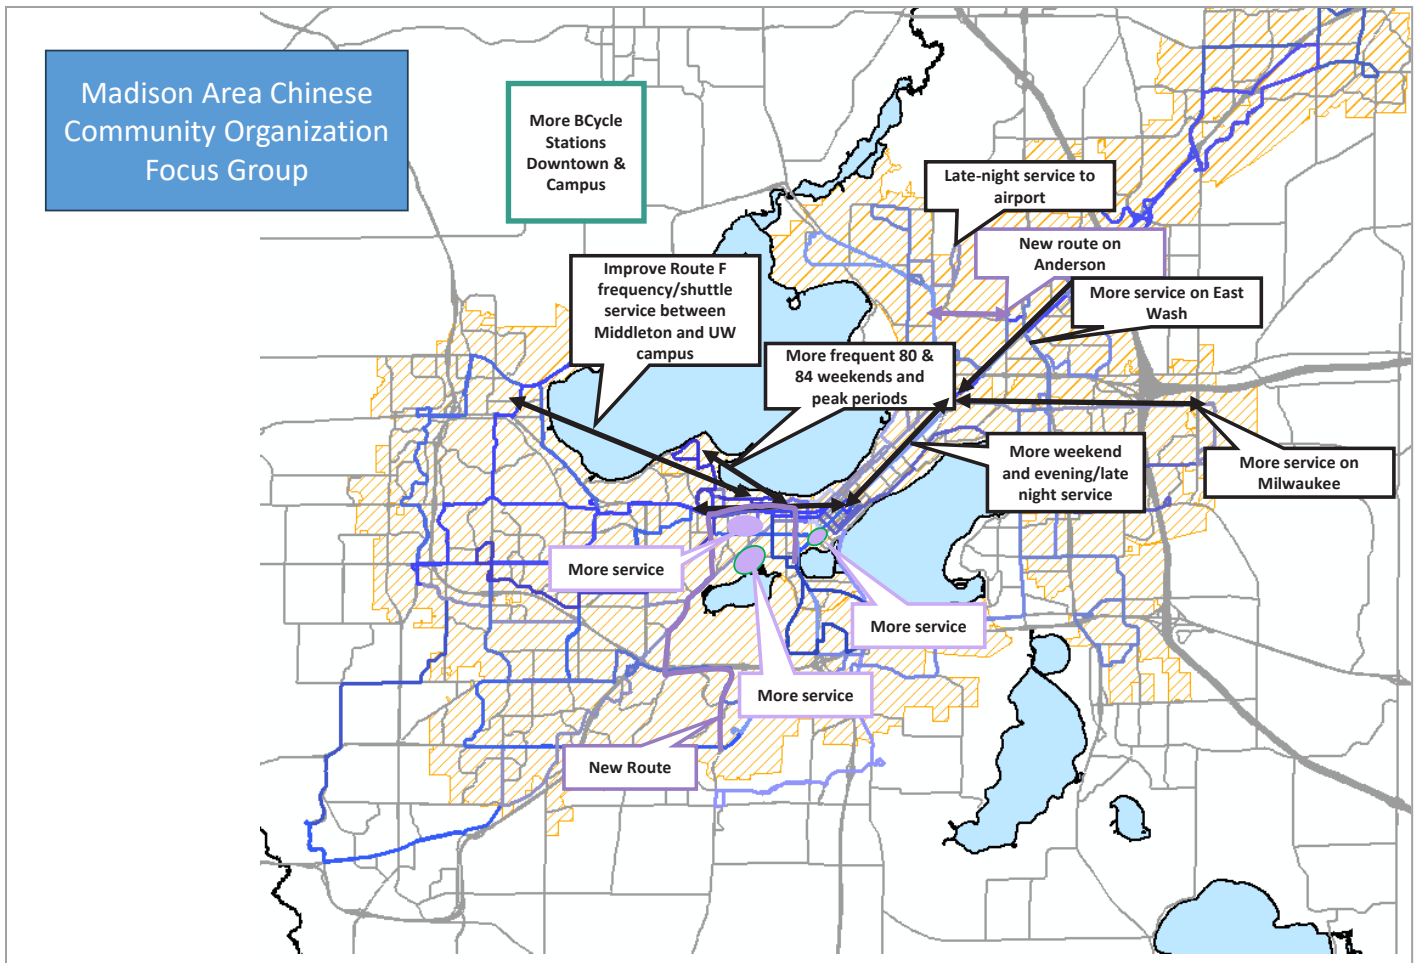 Madison Area Chinese
Community Organization
Focus Group
More BCycle
Stations
Downtown &
Campus
Late-night service to
airport
New route on
Anderson
Improve Route F
frequency/shuttle
service between
Middleton and UW
campus
More service on East
Wash
More frequent 80 &
84 weekends and
peak periods
More weekend
and evening/late
night service
More service on
Milwaukee
More service
More service
More service
New Route